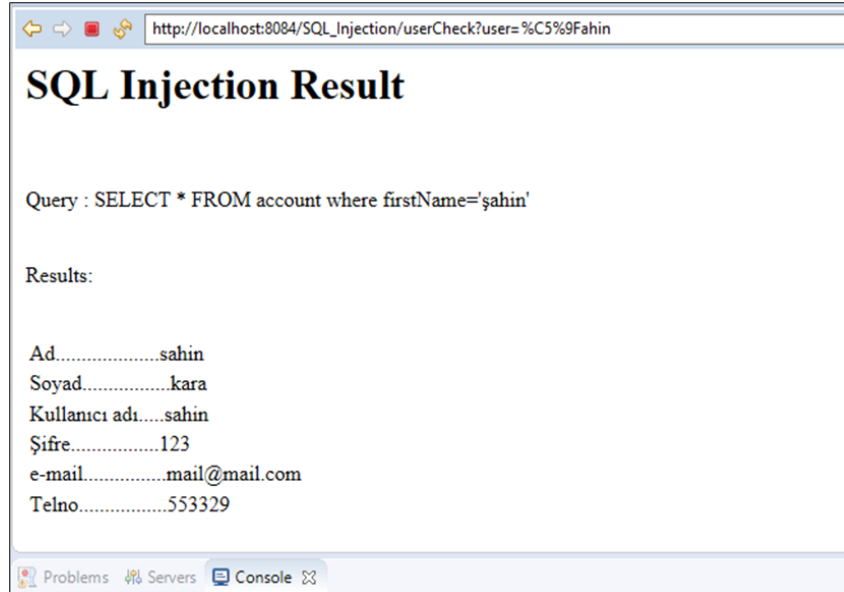 http://localhost:8084/SQL_Injection/userCheck?user=%C5%9Fahin
SQL Injection Result
Query : SELECT * FROM account where firstName='şahin'
Results:
Ad...................sahin
Soyad................kara
Kullanıcı adı.....sahin
Şifre................123
e-mail...............mail@mail.com
Telno................553329
Problems Servers Console